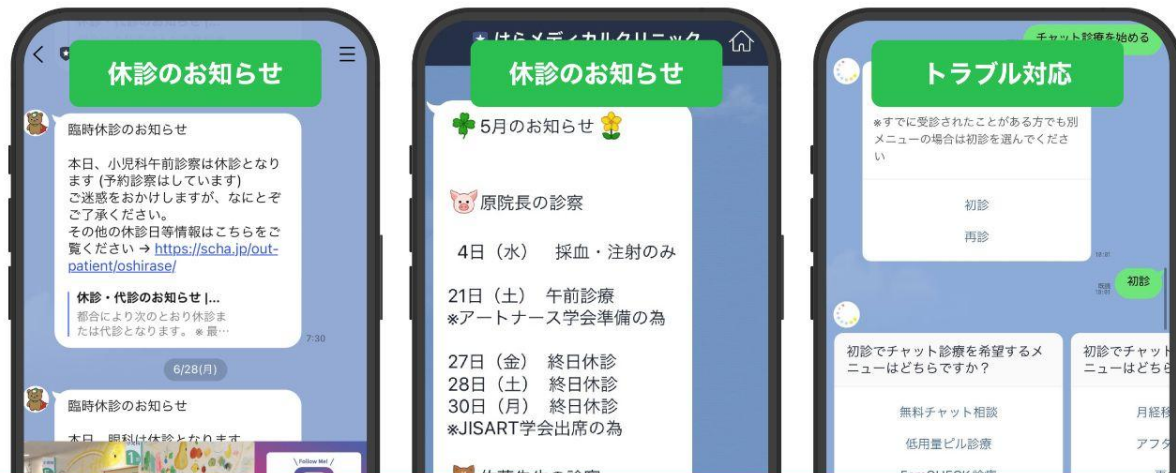 休診のお知らせ
臨時休診のお知らせ
本日、小児科午前診察は休診となり
ます (予約診察はしています)
ご迷惑をおかけしますが、なにとぞ
ご了承ください。
その他の休診日等情報はこちらをご
覧ください → https://scha.jp/out-
patient/oshirase/
休診・代診のお知らせ |...
都合により次のとおり休診ま
たは代診となります。 ※ 最…
7:30
6/28(月)
臨時休診のお知らせ
本日、眼科は休診となります
Follow Me!
はらメディカルクリニック
休診のお知らせ
🍀5月のお知らせ🌼
🐷原院長の診察
4日（水） 採血・注射のみ
21日（土） 午前診療
※アートナース学会準備の為
27日（金） 終日休診
28日（土） 終日休診
30日（月） 終日休診
※JISART学会出席の為
チャット診療を始める
トラブル対応
※すでに受診されたことがある方でも別
メニューの場合は初診を選んでくださ
い
初診
再診
初診
初診でチャット診療を希望するメ
ニューはどちらですか？
無料チャット相談
低用量ピル診療
初診でチャット
ニューはどちら
月経移
アフタ